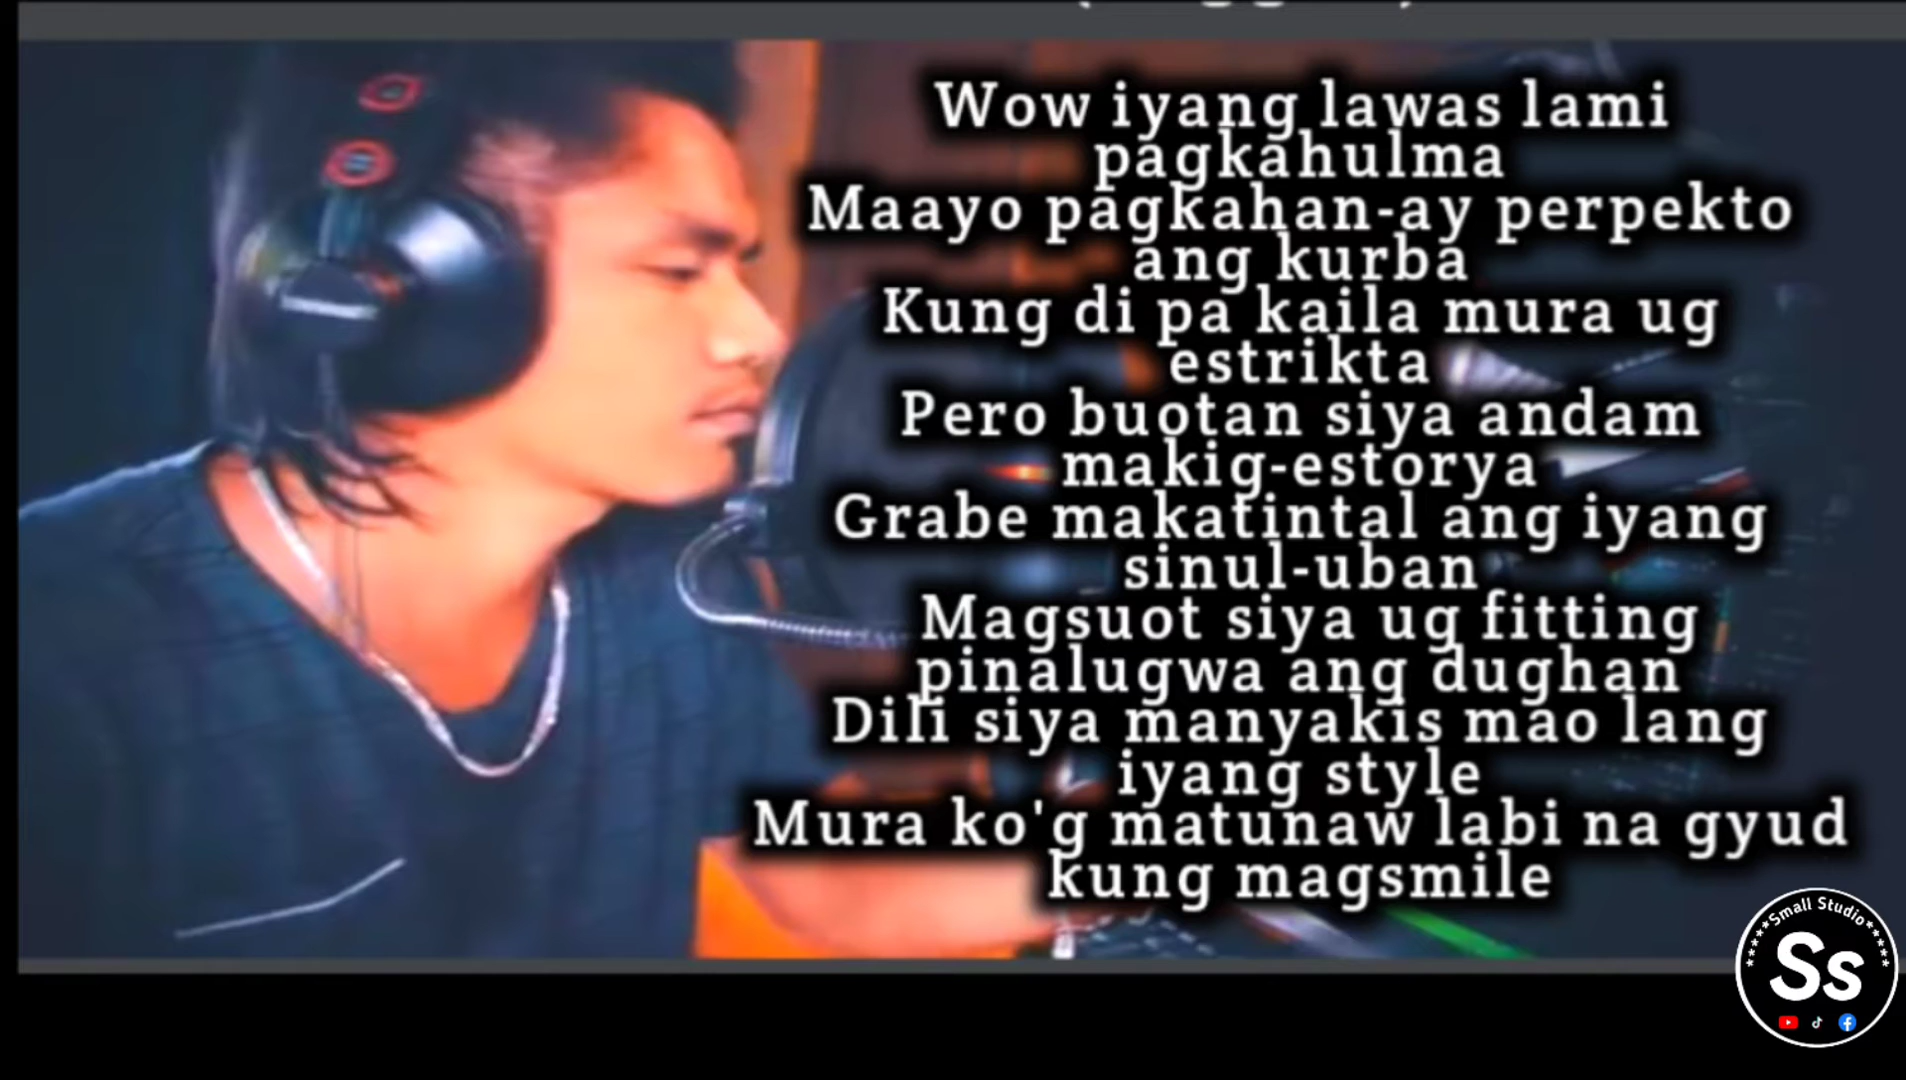 Wow iyang lawas lami
pagkahulma
Maayo pagkahan-ay perpekto
ang kurba
Kung di pa kaila mura ug
estrikta
Pero buotan siya andam
makig-estorya
Grabe makatintal ang iyang
sinul-uban
Magsuot siya ug fitting
pinalugwa ang dughan
Dili siya manyakis mao lang
iyang style
Mura ko'g matunaw labi na gyud
kung magsmile
*****Small Studio*****
Ss